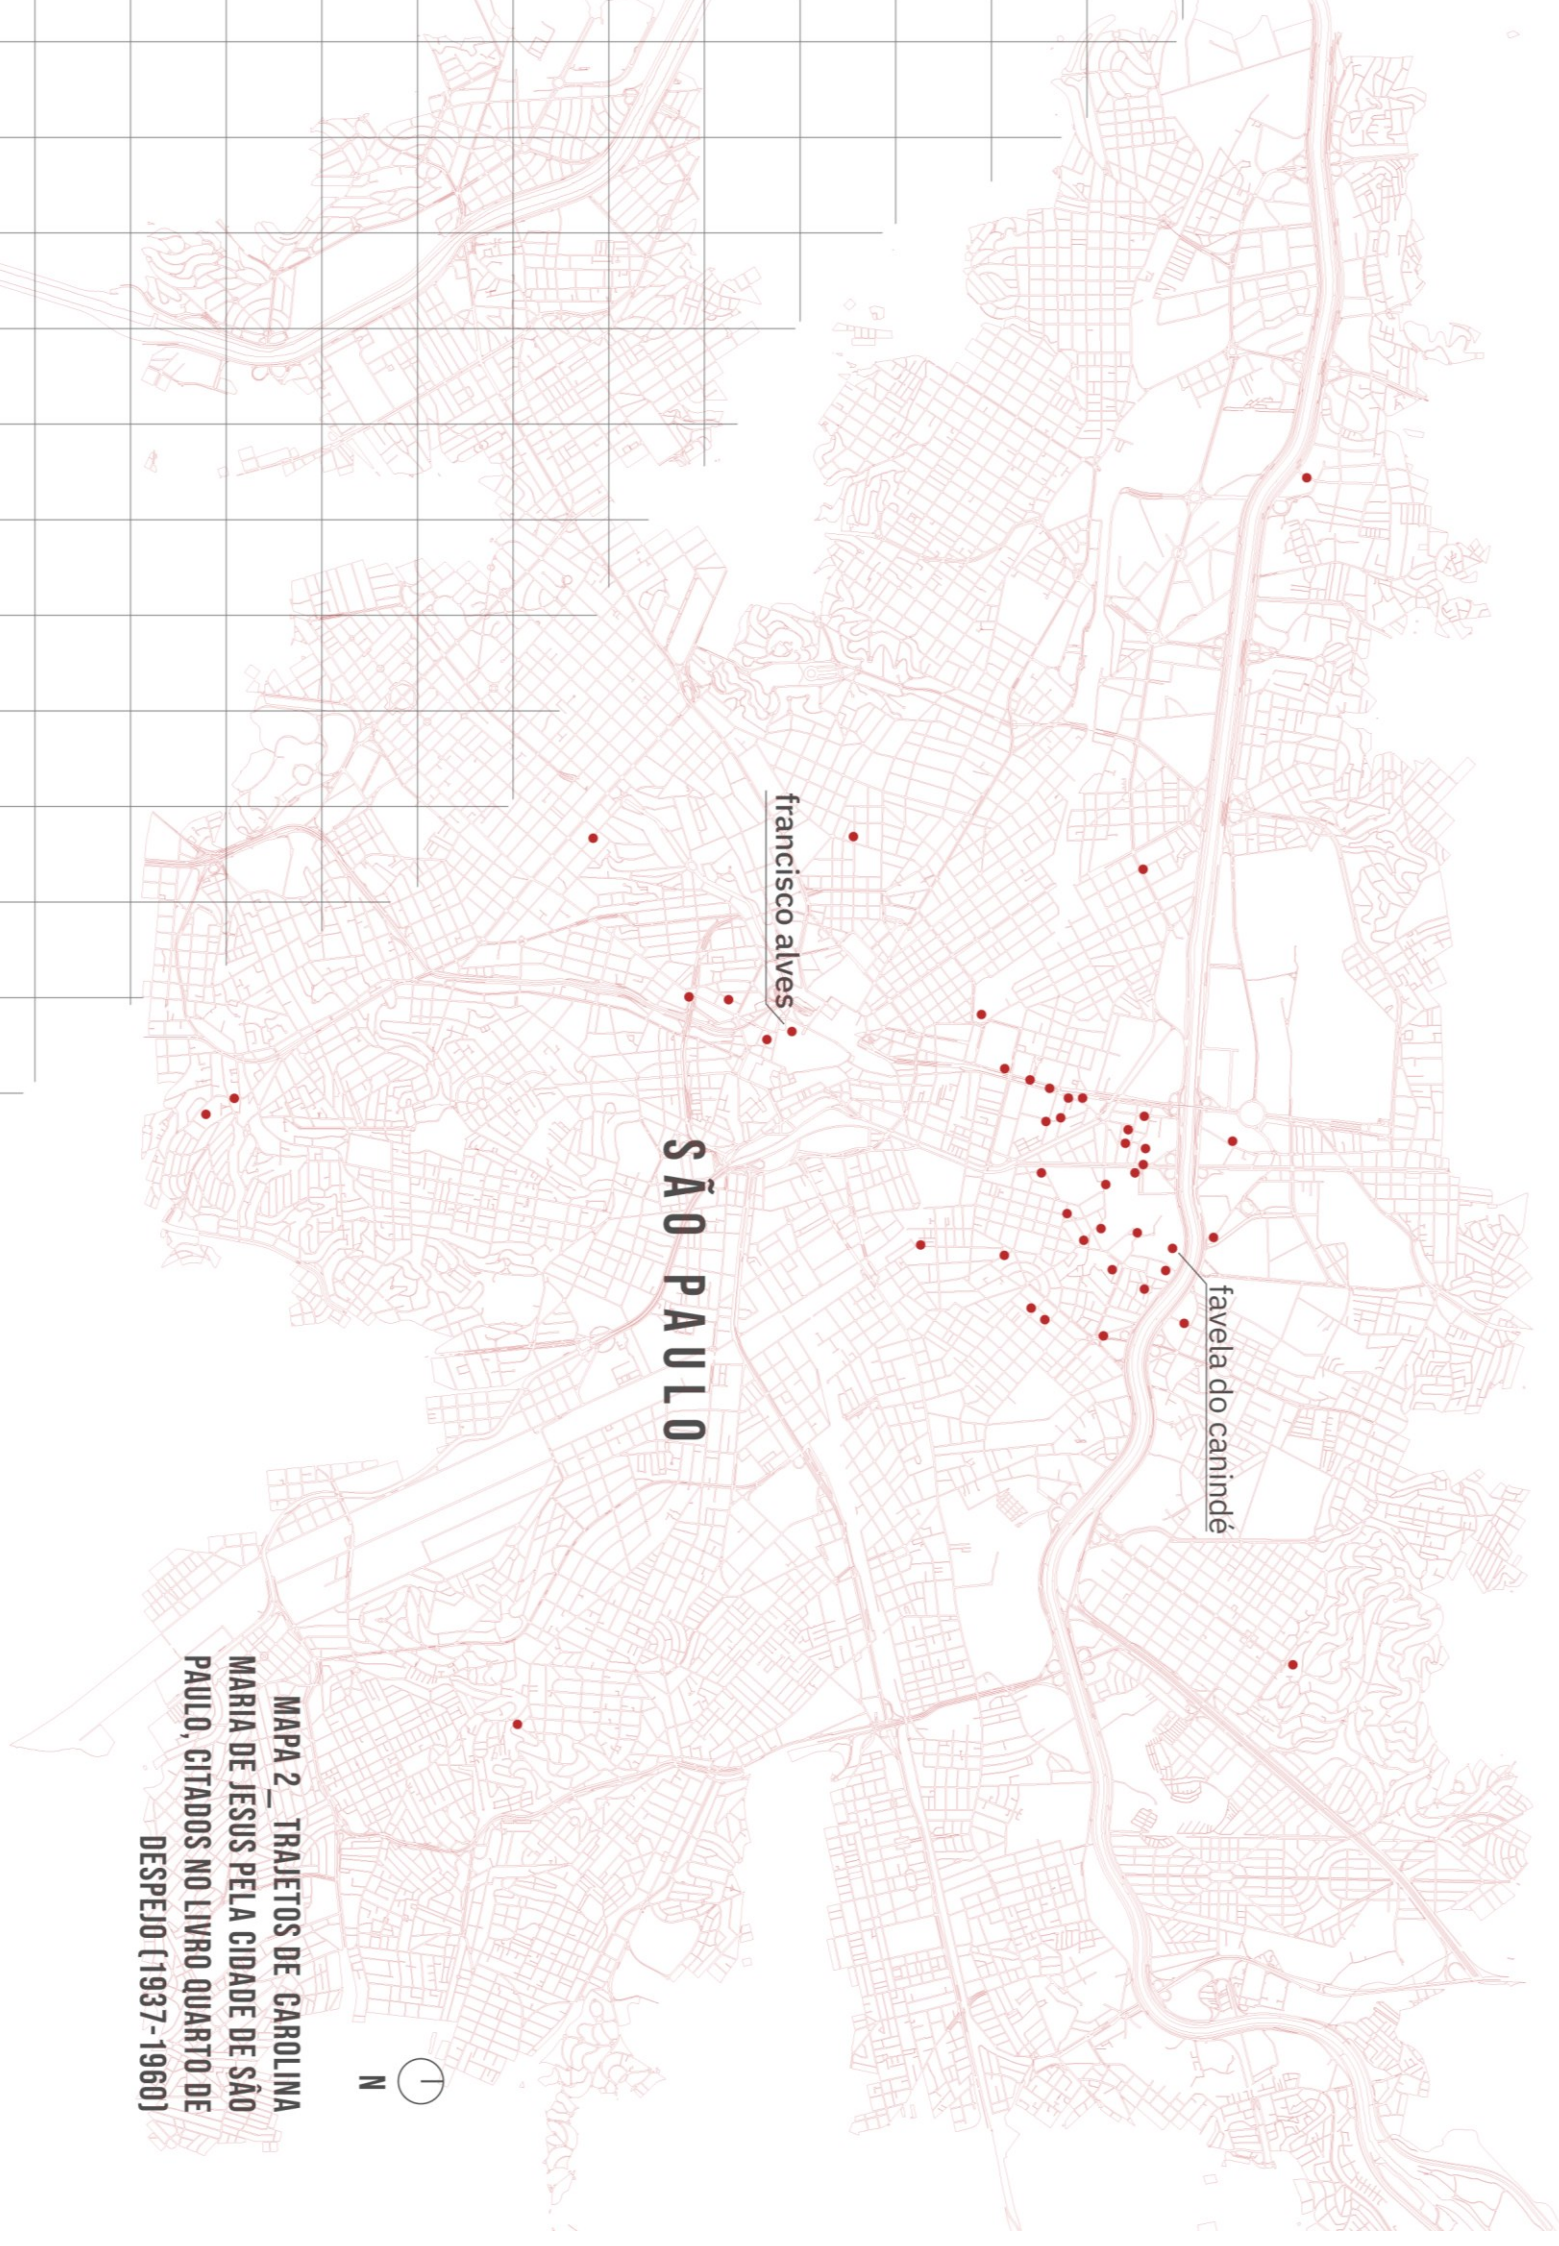 favela do canindé
francisco alves
SÃO PAULO
MAPA 2_ TRAJETOS DE CAROLINA
MARIA DE JESUS PELA CIDADE DE SÃO
PAULO, CITADOS NO LIVRO QUARTO DE
DESPEJO (1937-1960)
N